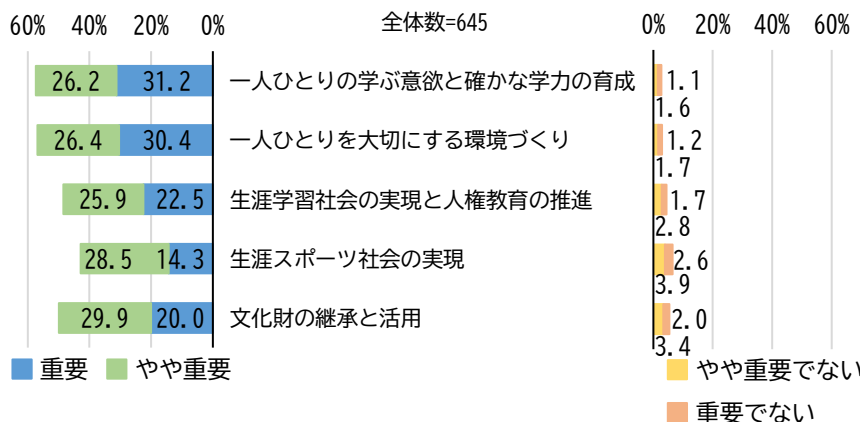 60% 40% 20% 0% 全体数=645 0% 20% 40% 60%
26.2 31.2 一人ひとりの学ぶ意欲と確かな学力の育成 1.1
1.6
26.4 30.4 一人ひとりを大切にする環境づくり 1.2
1.7
25.9 22.5 生涯学習社会の実現と人権教育の推進 1.7
2.8
28.5 14.3 生涯スポーツ社会の実現 2.6
3.9
29.9 20.0 文化財の継承と活用 2.0
3.4
重要 やや重要 やや重要でない
重要でない